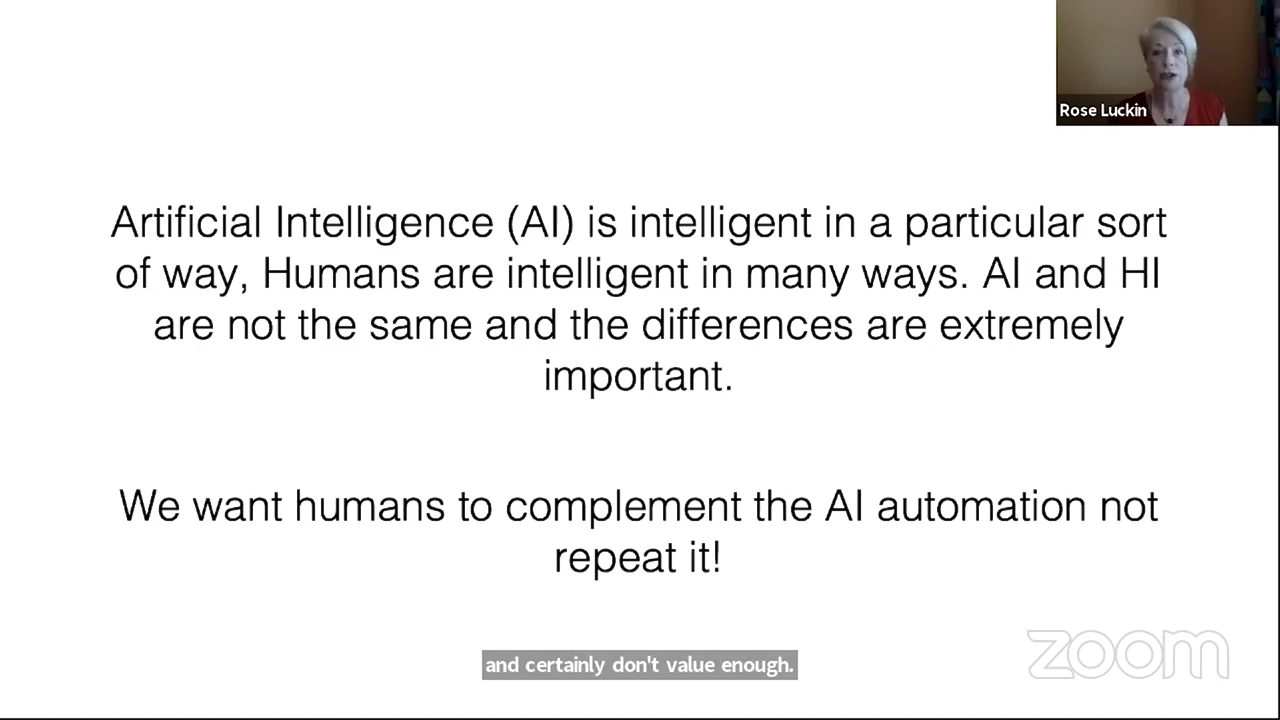 Rose Luckin
Artificial Intelligence (AI) is intelligent in a particular sort
of way, Humans are intelligent in many ways. AI and HI
are not the same and the differences are extremely
important.
We want humans to complement the AI automation not
repeat it!
and certainly don't value enough.
zoom